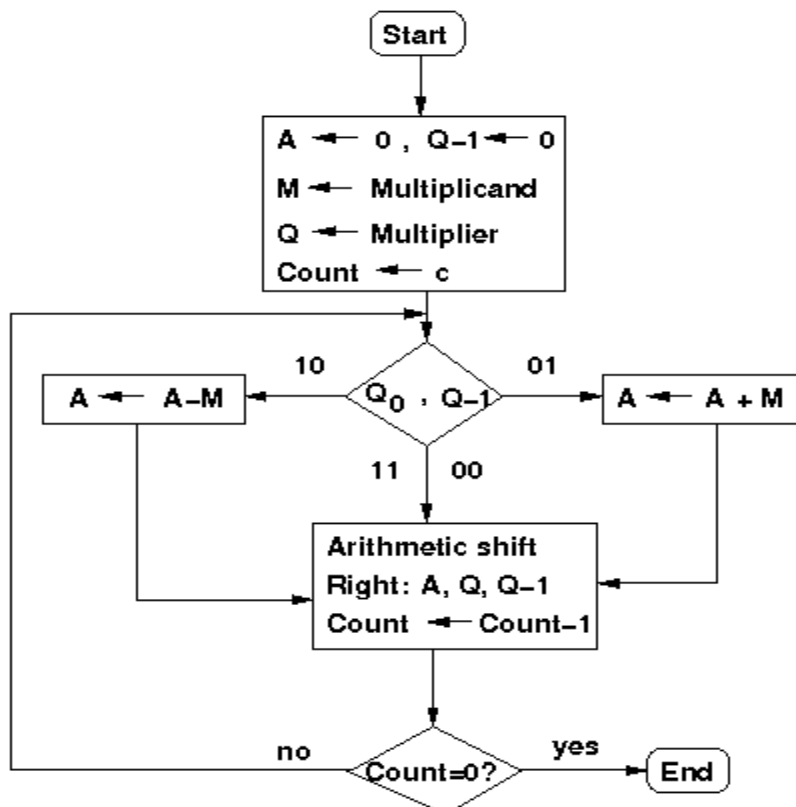 Start
A ← 0 , Q-1 ← 0
M ← Multiplicand
Q ← Multiplier
Count ← c
10
01
A ← A-M
Q0 , Q-1
A ← A + M
11 00
Arithmetic shift
Right: A, Q, Q-1
Count ← Count-1
no
yes
Count=0?
End